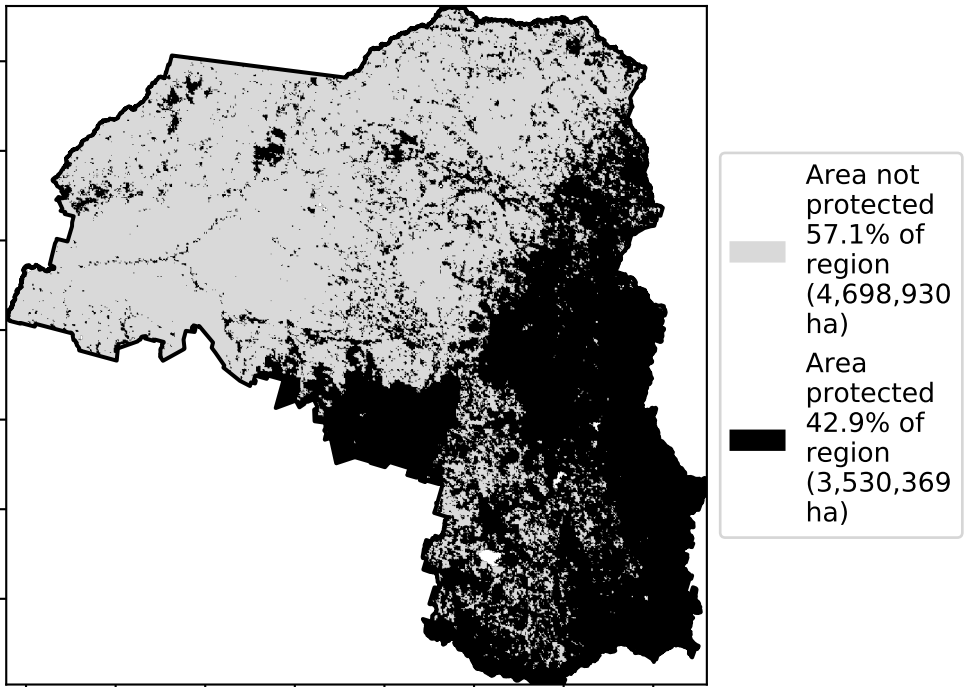 Area not
protected
57.1% of
region
(4,698,930
ha)
Area
protected
42.9% of
region
(3,530,369
ha)